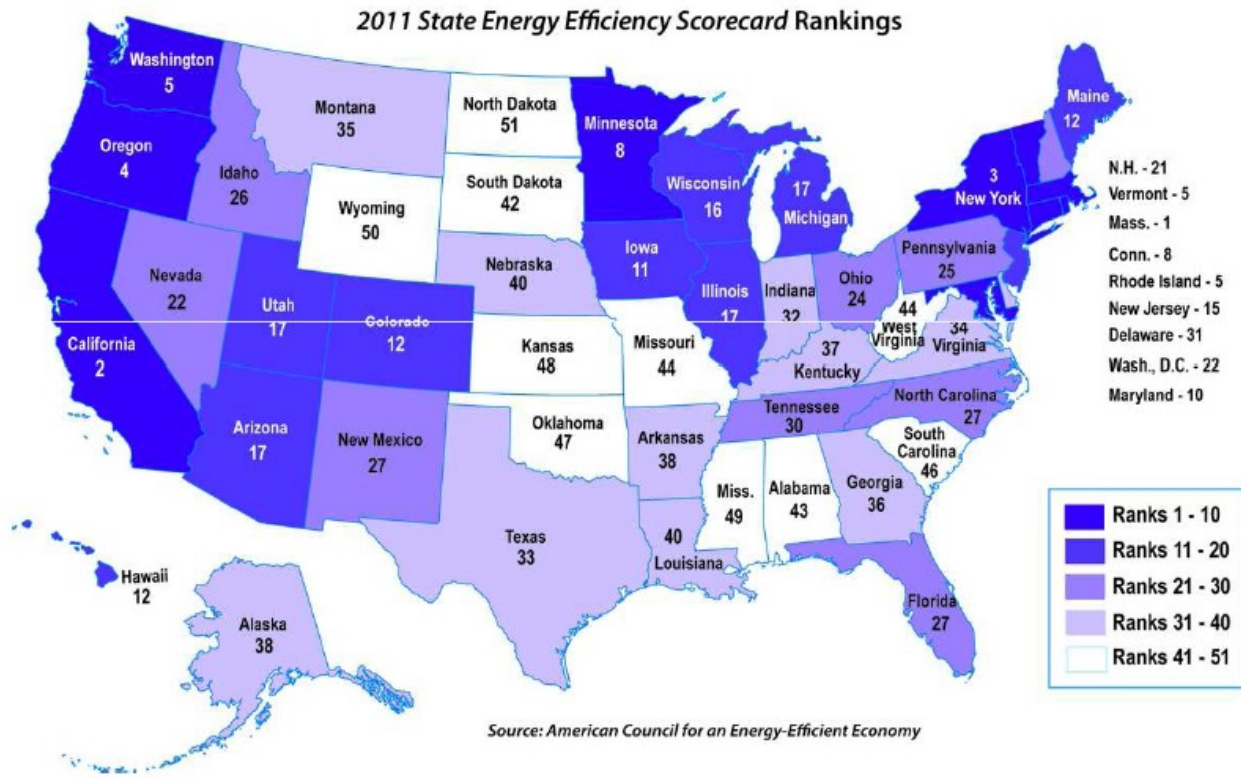 2011 State Energy Efficiency Scorecard Rankings
Washington
5
Oregon
4
California
2
Idaho
26
Nevada
22
Montana
35
Wyoming
50
Utah
17
Colorado
12
Arizona
17
New Mexico
27
North Dakota
51
South Dakota
42
Nebraska
40
Kansas
48
Oklahoma
47
Texas
33
Minnesota
8
Iowa
11
Missouri
44
Arkansas
38
40
Louisiana
Wisconsin
16
Illinois
17
17
Michigan
Indiana
32
Ohio
24
37
Kentucky
Tennessee
30
Miss.
49
Alabama
43
Georgia
36
Florida
27
South
Carolina
46
North Carolina
27
44
West
Virginia
34
Virginia
Pennsylvania
25
3
New York
Maine
12
N.H. - 21
Vermont - 5
Mass. - 1
Conn. - 8
Rhode Island - 5
New Jersey - 15
Delaware - 31
Wash., D.C. - 22
Maryland - 10
Hawaii
12
Alaska
38
Ranks 1 - 10
Ranks 11 - 20
Ranks 21 - 30
Ranks 31 - 40
Ranks 41 - 51
Source: American Council for an Energy-Efficient Economy